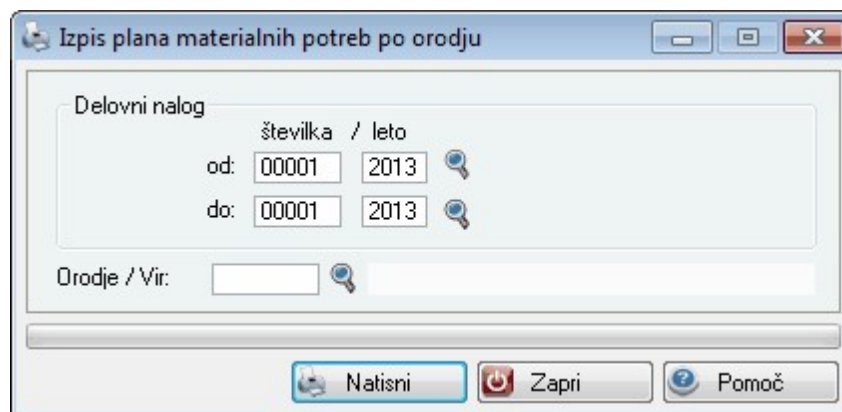 Izpis plana materialnih potreb po orodju
Delovni nalog
številka / leto
od: 00001 2013
do: 00001 2013
Orodje / Vir:
Natisni Zapri Pomoč